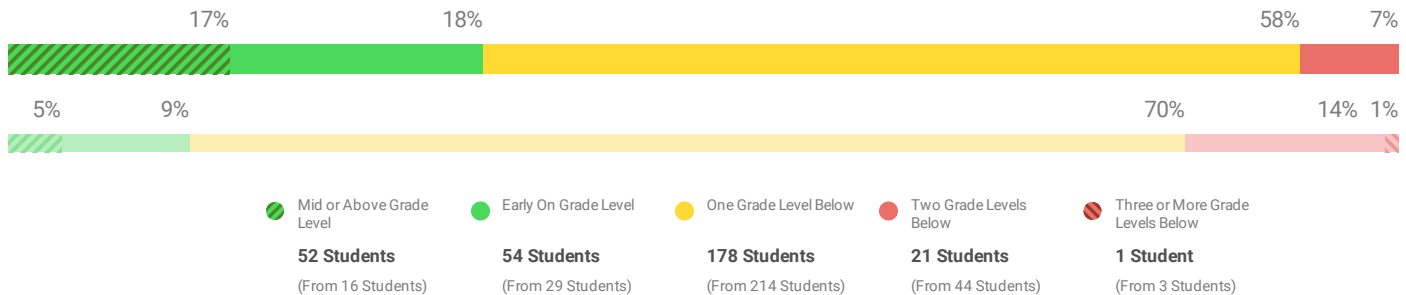 17% 18% 58% 7%
5% 9% 70% 14% 1%
Mid or Above Grade Level
52 Students
(From 16 Students)
Early On Grade Level
54 Students
(From 29 Students)
One Grade Level Below
178 Students
(From 214 Students)
Two Grade Levels
Below
21 Students
(From 44 Students)
Three or More Grade
Levels Below
1 Student
(From 3 Students)